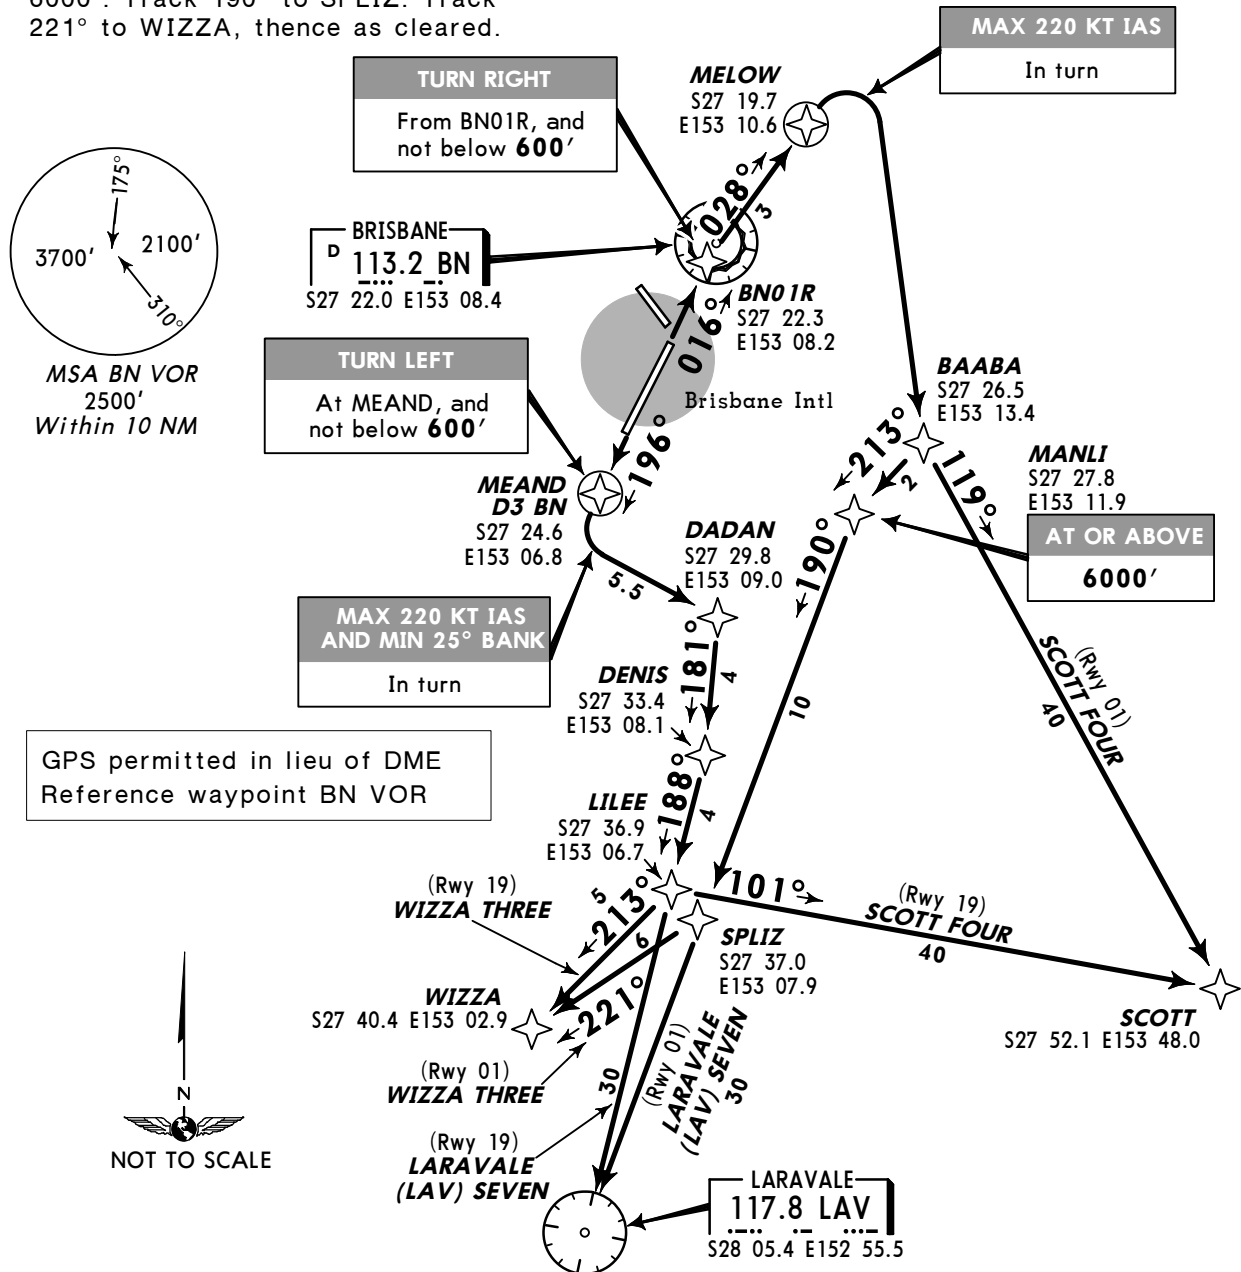 6000'. Track 190° to SPLIZ. Track
221° to WIZZA, thence as cleared.
MAX 220 KT IAS
In turn
TURN RIGHT
From BN01R, and
not below 600'
MELOW
S27 19.7
E153 10.6
175°
3700'
2100'
310°
MSA BN VOR
2500'
Within 10 NM
BRISBANE
D 113.2 BN
S27 22.0 E153 08.4
028°
3
BN01R
S27 22.3
E153 08.2
016°
TURN LEFT
At MEAND, and
not below 600'
Brisbane Intl
196°
BAABA
S27 26.5
E153 13.4
213°
2
119°
MANLI
S27 27.8
E153 11.9
AT OR ABOVE
6000'
MEAND
D3 BN
S27 24.6
E153 06.8
5.5
DADAN
S27 29.8
E153 09.0
190°
10
MAX 220 KT IAS
AND MIN 25° BANK
In turn
181°
4
DENIS
S27 33.4
E153 08.1
(Rwy 01)
SCOTT FOUR
40
GPS permitted in lieu of DME
Reference waypoint BN VOR
188°
4
LILEE
S27 36.9
E153 06.7
(Rwy 19)
WIZZA THREE
5
213°
6
221°
101°
(Rwy 19)
SCOTT FOUR
40
SPLIZ
S27 37.0
E153 07.9
WIZZA
S27 40.4 E153 02.9
SCOTT
S27 52.1 E153 48.0
(Rwy 01)
WIZZA THREE
30
(Rwy 01)
LARAVALE
(LAV) SEVEN
30
N
NOT TO SCALE
(Rwy 19)
LARAVALE
(LAV) SEVEN
LARAVALE
117.8 LAV
S28 05.4 E152 55.5